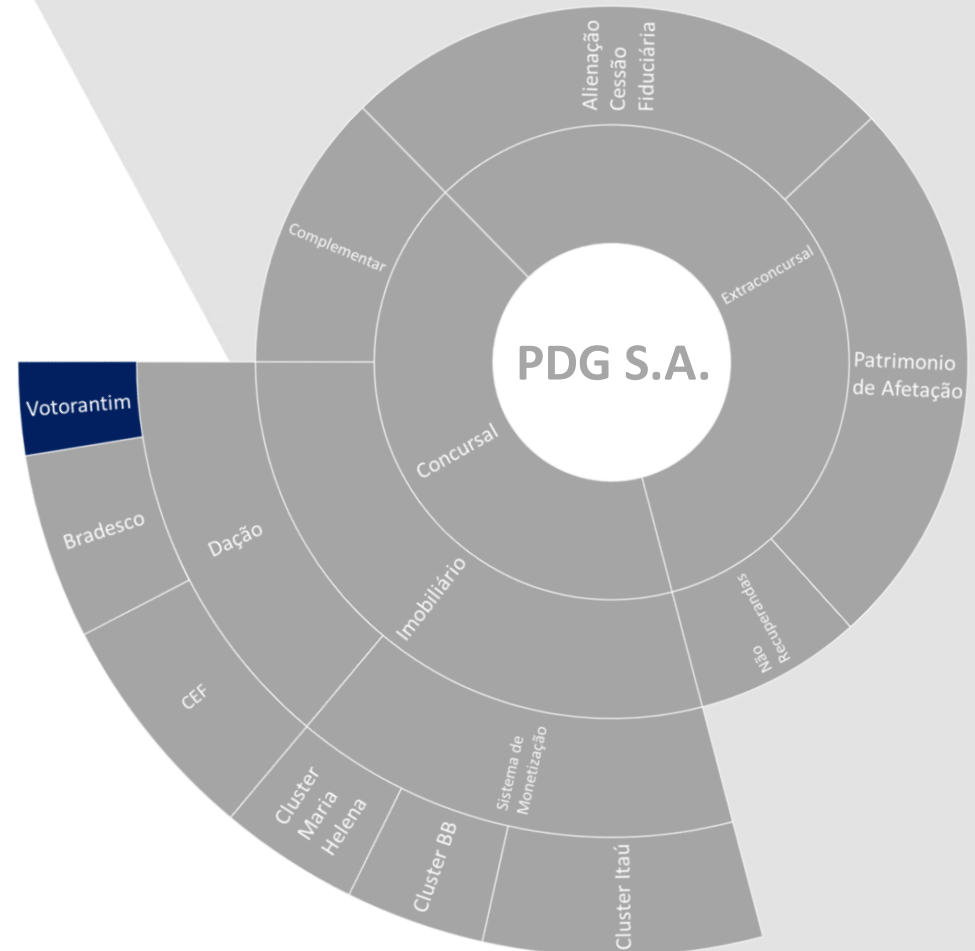 Alienação
Cessão
Fiduciária
Complementar
Extraconcursal
PDG S.A.
Patrimonio
de Afetação
Votorantim
Concursal
Bradesco
Dação
Imobiliário
Não
Recuperandas
CEF
Sistema de
Monetização
Cluster
Maria
Helena
Cluster BB
Cluster Itaú